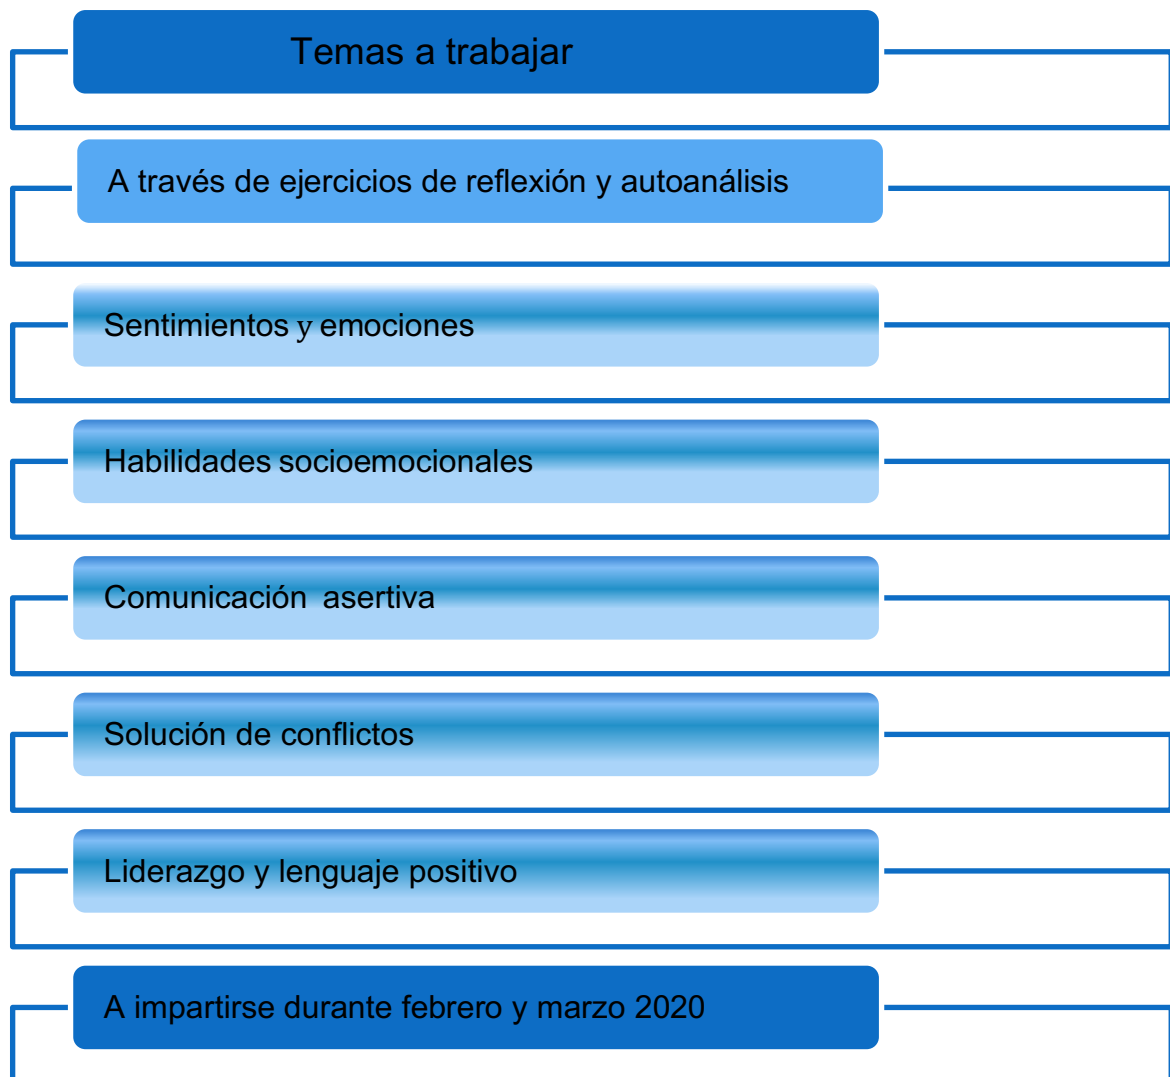 Temas a trabajar
A través de ejercicios de reflexión y autoanálisis
Sentimientos y emociones
Habilidades socioemocionales
Comunicación asertiva
Solución de conflictos
Liderazgo y lenguaje positivo
A impartirse durante febrero y marzo 2020